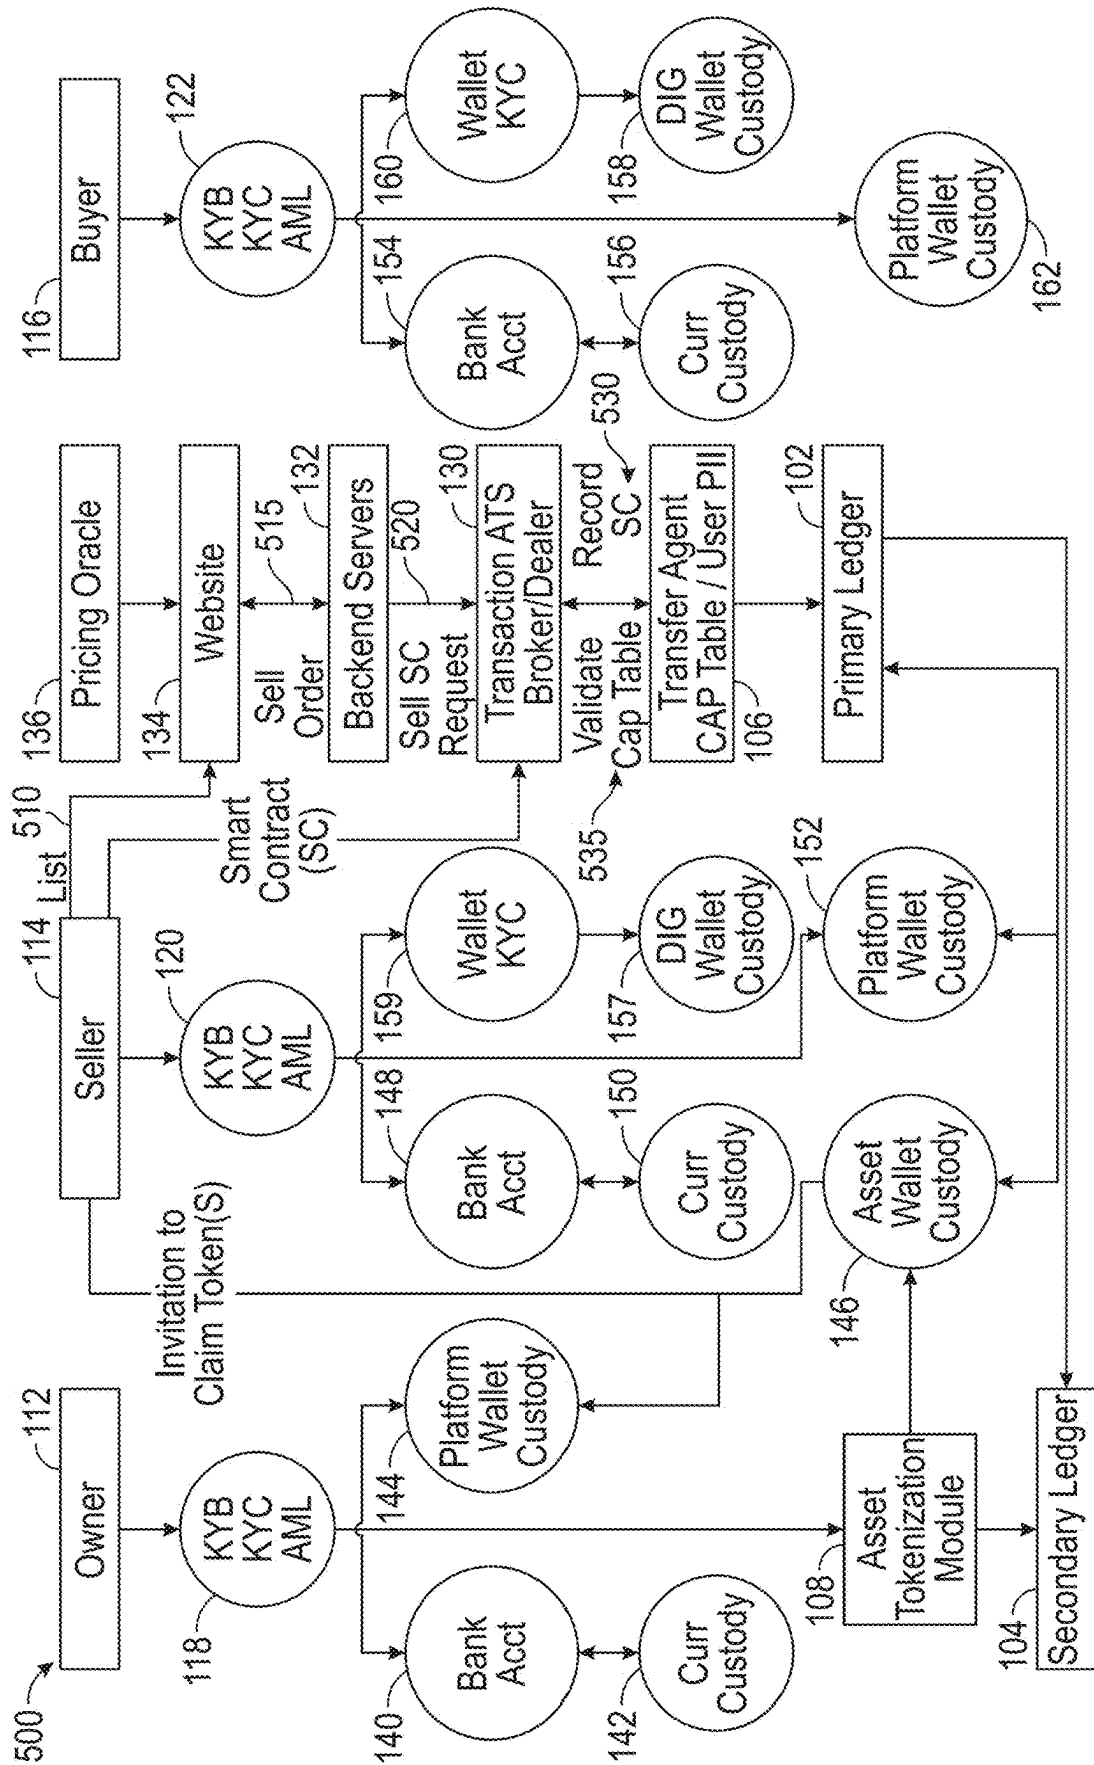 500
Owner
112
KYB
KYC
AML
118
Bank
Acct
140
Curr
Custody
142
Platform
Wallet
Custody
144
Asset
Tokenization
Module
108
Secondary Ledger
104
Invitation to
Claim Token(S)
Seller
114
KYB
KYC
AML
120
Bank
Acct
148
Curr
Custody
150
Wallet
KYC
159
DIG
Wallet
Custody
157
Asset
Wallet
Custody
146
Platform
Wallet
Custody
152
List
510
Smart
Contract
(SC)
Pricing Oracle
136
Website
134
Sell
Order
515
Backend Servers
132
Sell SC
Request
520
Transaction ATS
Broker/Dealer
130
Validate
Cap Table
535
Record
SC
530
Transfer Agent
CAP Table / User PII
106
Primary Ledger
102
Buyer
116
KYB
KYC
AML
122
Bank
Acct
154
Curr
Custody
156
Wallet
KYC
160
DIG
Wallet
Custody
158
Platform
Wallet
Custody
162